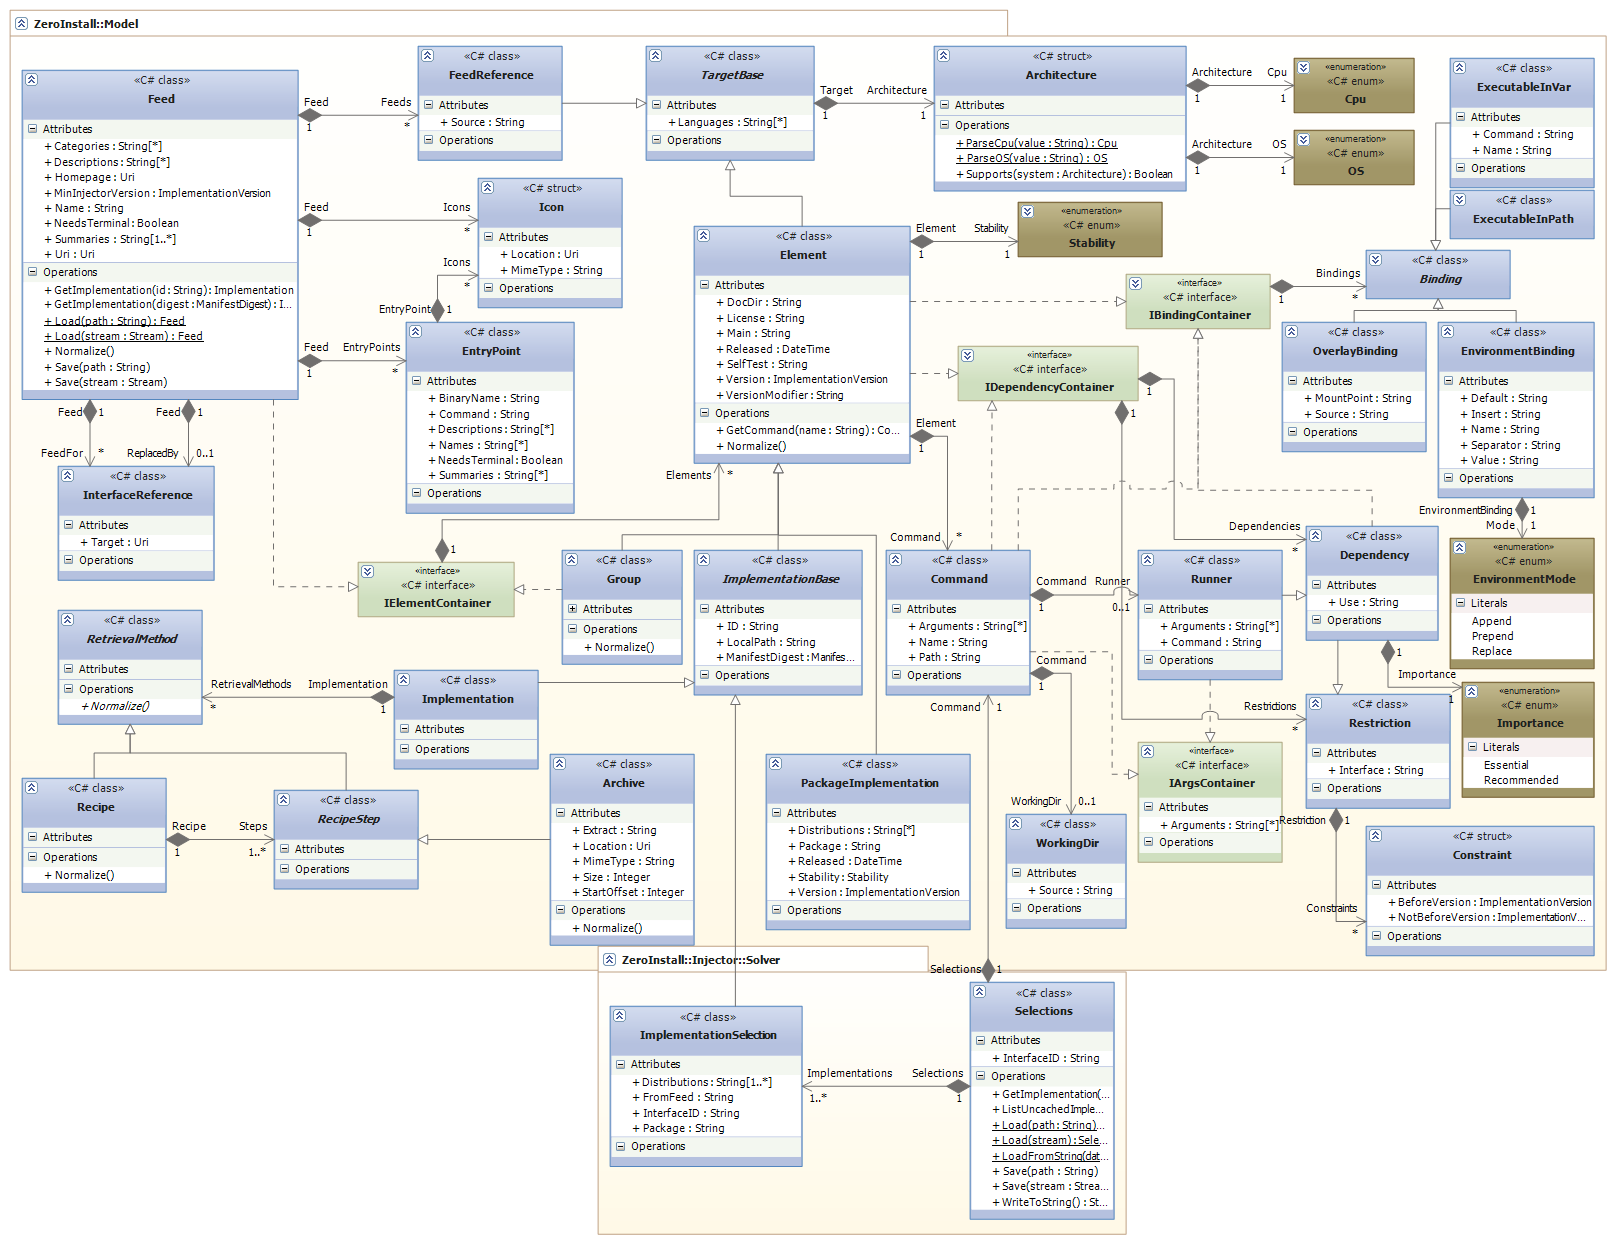 ZeroInstall::Model
«C# class»
Feed
Attributes
+ Categories : String[*]
+ Descriptions : String[*]
+ Homepage : Uri
+ MinInjectorVersion : ImplementationVersion
+ Name : String
+ NeedsTerminal : Boolean
+ Summaries : String[1..*]
+ Uri : Uri
Operations
+ GetImplementation(id : String) : Implementation
+ GetImplementation(digest : ManifestDigest) : I...
+ Load(path : String) : Feed
+ Load(stream : Stream) : Feed
+ Normalize()
+ Save(path : String)
+ Save(stream : Stream)
Feed
1
Feeds
*
Feed
1
Icons
*
Feed
1
EntryPoints
*
Feed
1
FeedFor
*
Feed
1
ReplacedBy
0..1
«C# class»
FeedReference
Attributes
+ Source : String
Operations
«C# class»
TargetBase
Attributes
+ Languages : String[*]
Operations
Target
1
Architecture
1
«C# struct»
Architecture
Attributes
Operations
+ ParseCpu(value : String) : Cpu
+ ParseOS(value : String) : OS
+ Supports(system : Architecture) : Boolean
Architecture
1
Cpu
1
Architecture
1
OS
1
«enumeration»
«C# enum»
Cpu
«enumeration»
«C# enum»
OS
«C# class»
ExecutableInVar
Attributes
+ Command : String
+ Name : String
Operations
«C# class»
ExecutableInPath
«C# struct»
Icon
Attributes
+ Location : Uri
+ MimeType : String
Operations
Icons
*
EntryPoint
1
«C# class»
EntryPoint
Attributes
+ BinaryName : String
+ Command : String
+ Descriptions : String[*]
+ Names : String[*]
+ NeedsTerminal : Boolean
+ Summaries : String[*]
Operations
«C# class»
Element
Attributes
+ DocDir : String
+ License : String
+ Main : String
+ Released : DateTime
+ SelfTest : String
+ Version : ImplementationVersion
+ VersionModifier : String
Operations
+ GetCommand(name : String) : Co...
+ Normalize()
Element
1
Stability
1
«enumeration»
«C# enum»
Stability
Element
1
Command
*
Elements
*
1
«interface»
«C# interface»
IBindingContainer
1
Bindings
*
«C# class»
Binding
«interface»
«C# interface»
IDependencyContainer
1
1
Dependencies
*
Restrictions
*
«C# class»
OverlayBinding
Attributes
+ MountPoint : String
+ Source : String
Operations
«C# class»
EnvironmentBinding
Attributes
+ Default : String
+ Insert : String
+ Name : String
+ Separator : String
+ Value : String
Operations
EnvironmentBinding
1
Mode
1
«enumeration»
«C# enum»
EnvironmentMode
Literals
Append
Prepend
Replace
«C# class»
InterfaceReference
Attributes
+ Target : Uri
Operations
«interface»
«C# interface»
IElementContainer
«C# class»
Group
Attributes
Operations
+ Normalize()
«C# class»
ImplementationBase
Attributes
+ ID : String
+ LocalPath : String
+ ManifestDigest : Manifes...
Operations
«C# class»
Command
Attributes
+ Arguments : String[*]
+ Name : String
+ Path : String
Operations
Command
1
Runner
0..1
Command
1
WorkingDir
0..1
«C# class»
Runner
Attributes
+ Arguments : String[*]
+ Command : String
Operations
«C# class»
Dependency
Attributes
+ Use : String
Operations
1
Importance
1
«enumeration»
«C# enum»
Importance
Literals
Essential
Recommended
«C# class»
Restriction
Attributes
+ Interface : String
Operations
Restriction
1
Constraints
*
«C# struct»
Constraint
Attributes
+ BeforeVersion : ImplementationVersion
+ NotBeforeVersion : ImplementationV...
Operations
«interface»
«C# interface»
IArgsContainer
Attributes
+ Arguments : String[*]
Operations
«C# class»
WorkingDir
Attributes
+ Source : String
Operations
«C# class»
RetrievalMethod
Attributes
Operations
+ Normalize()
RetrievalMethods
*
Implementation
1
«C# class»
Implementation
Attributes
Operations
«C# class»
Recipe
Attributes
Operations
+ Normalize()
Recipe
1
Steps
1..*
«C# class»
RecipeStep
Attributes
Operations
«C# class»
Archive
Attributes
+ Extract : String
+ Location : Uri
+ MimeType : String
+ Size : Integer
+ StartOffset : Integer
Operations
+ Normalize()
«C# class»
PackageImplementation
Attributes
+ Distributions : String[*]
+ Package : String
+ Released : DateTime
+ Stability : Stability
+ Version : ImplementationVersion
Operations
Command
1
Selections
1
ZeroInstall::Injector::Solver
«C# class»
ImplementationSelection
Attributes
+ Distributions : String[1..*]
+ FromFeed : String
+ InterfaceID : String
+ Package : String
Operations
Implementations
1..*
Selections
1
«C# class»
Selections
Attributes
+ InterfaceID : String
Operations
+ GetImplementation(...
+ ListUncachedImple...
+ Load(path : String)...
+ Load(stream) : Sele...
+ LoadFromString(dat...
+ Save(path : String)
+ Save(stream : Strea...
+ WriteToString() : St...